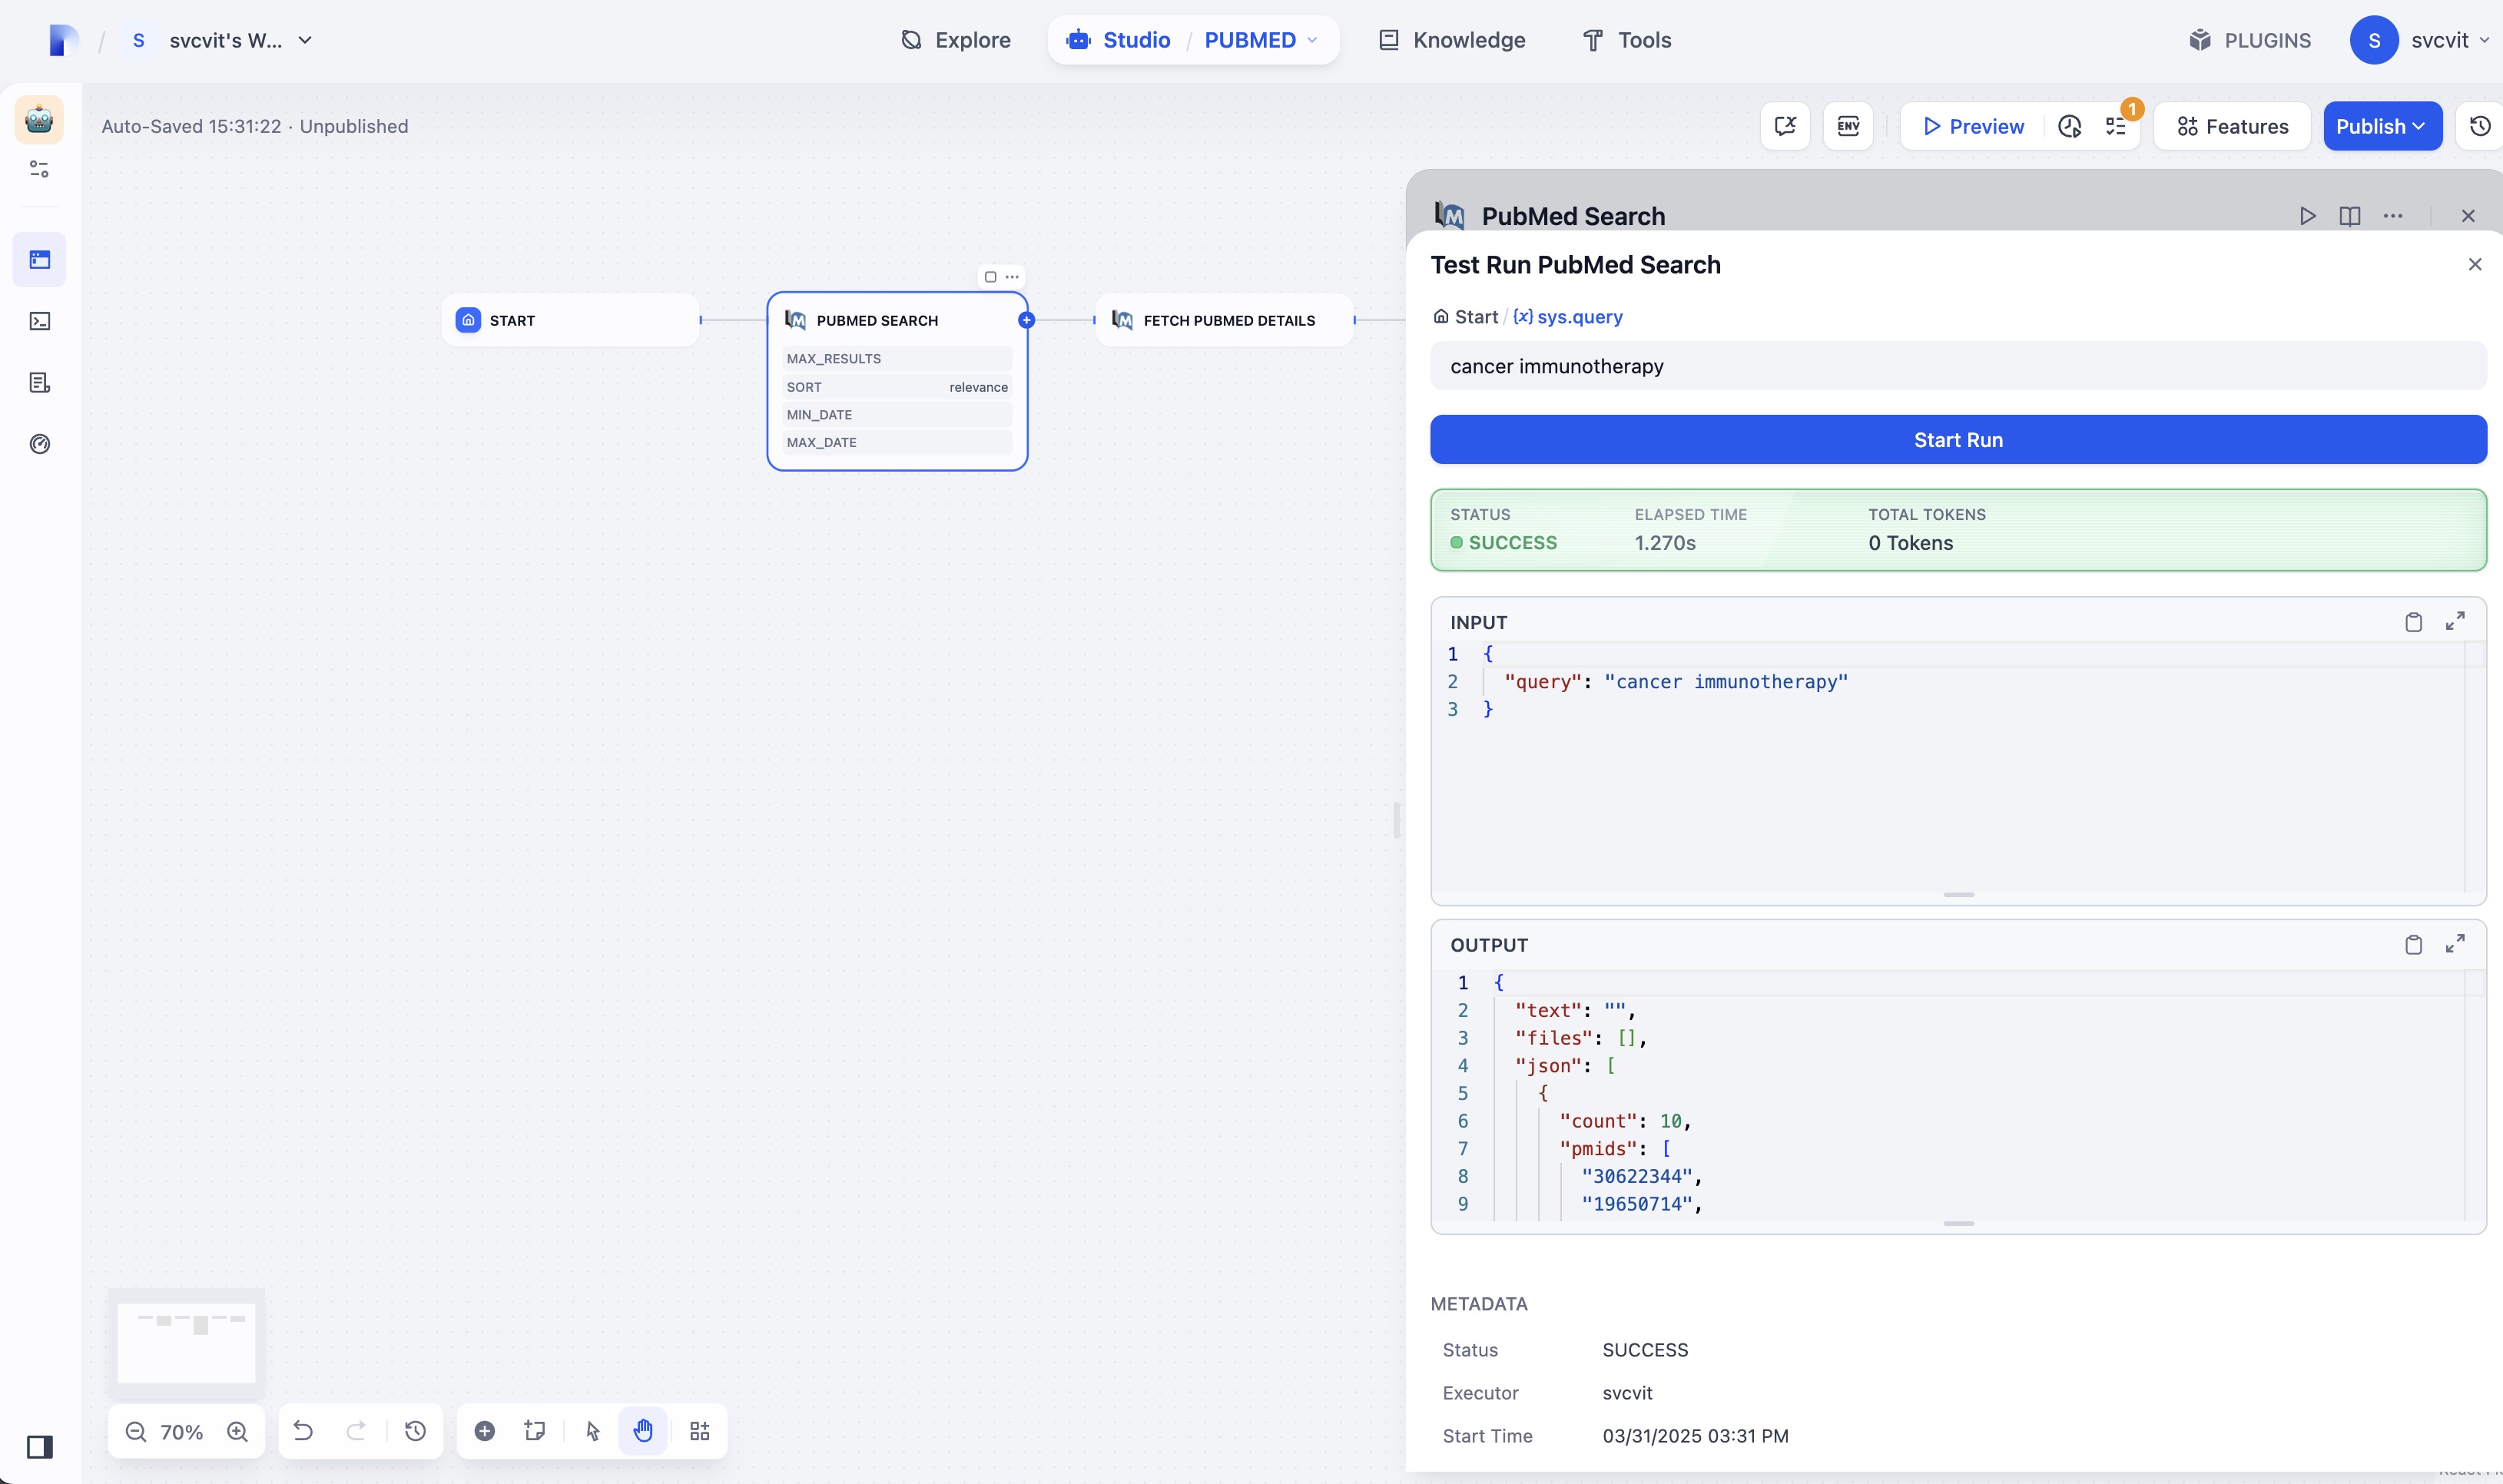 / S svcvit's W...
Explore
Studio / PUBMED
Knowledge
Tools
PLUGINS
S svcvit
Auto-Saved 15:31:22 · Unpublished
ENV
Preview
1
Features
Publish
START
PUBMED SEARCH
MAX_RESULTS
SORT relevance
MIN_DATE
MAX_DATE
FETCH PUBMED DETAILS
PubMed Search
Test Run PubMed Search
Start / {x} sys.query
cancer immunotherapy
Start Run
STATUS ELAPSED TIME TOTAL TOKENS
SUCCESS 1.270s 0 Tokens
INPUT
1 {
2 "query": "cancer immunotherapy"
3 }
OUTPUT
1 {
2 "text": "",
3 "files": [],
4 "json": [
5 {
6 "count": 10,
7 "pmids": [
8 "30622344",
9 "19650714",
METADATA
Status SUCCESS
Executor svcvit
Start Time 03/31/2025 03:31 PM
70%